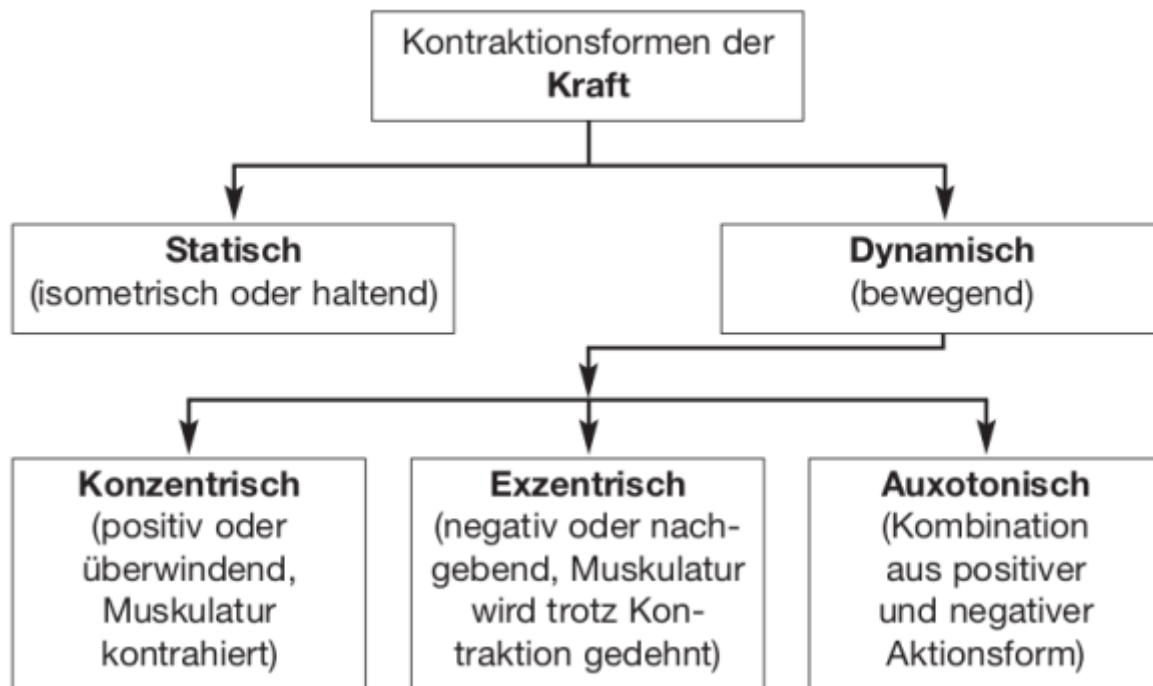 Kontraktionsformen der
Kraft
Statisch
(isometrisch oder haltend)
Dynamisch
(bewegend)
Konzentrisch
(positiv oder
überwindend,
Muskulatur
kontrahiert)
Exzentrisch
(negativ oder nach-
gebend, Muskulatur
wird trotz Kon-
traktion gedehnt)
Auxotonisch
(Kombination
aus positiver
und negativer
Aktionsform)